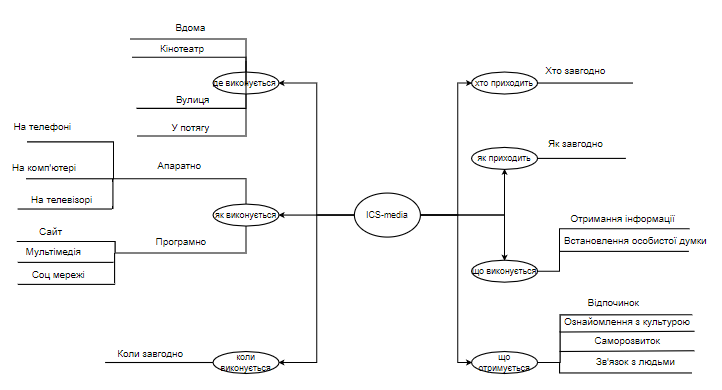 Вдома
Кінотеатр
де виконується
Вулиця
У потягу
На телефоні
На комп'ютері
На телевізорі
Апаратно
як виконується
Програмно
Сайт
Мультімедія
Соц мережі
Коли завгодно
коли
виконується
ICS-media
хто приходить
Хто завгодно
як приходить
Як завгодно
що виконується
Отримання інформації
Встановлення особистої думки
що
отримується
Відпочинок
Ознайомлення з культурою
Саморозвиток
Зв'язок з людьми